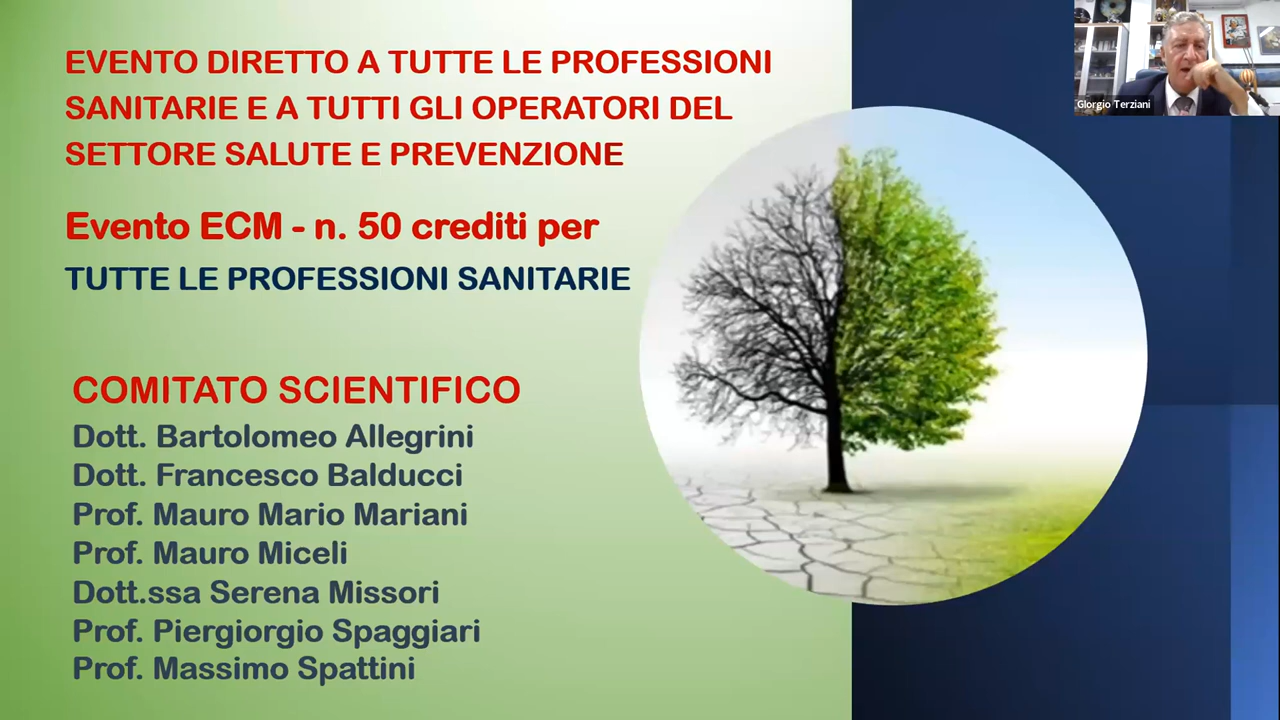 EVENTO DIRETTO A TUTTE LE PROFESSIONI
SANITARIE E A TUTTI GLI OPERATORI DEL
SETTORE SALUTE E PREVENZIONE
Evento ECM - n. 50 crediti per
TUTTE LE PROFESSIONI SANITARIE
COMITATO SCIENTIFICO
Dott. Bartolomeo Allegrini
Dott. Francesco Balducci
Prof. Mauro Mario Mariani
Prof. Mauro Miceli
Dott.ssa Serena Missori
Prof. Piergiorgio Spaggiari
Prof. Massimo Spattini
GIorgio Terziani